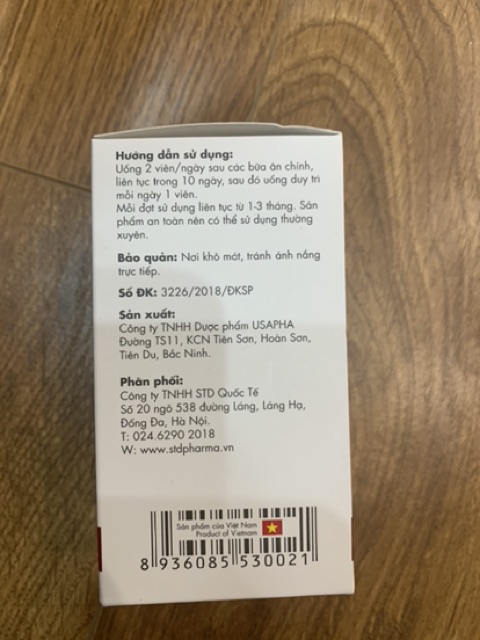 Hướng dẫn sử dụng:
Uống 2 viên/ngày sau các bữa ăn chính,
liên tục trong 10 ngày, sau đó uống duy trì
mỗi ngày 1 viên.
Mỗi đợt sử dụng liên tục từ 1-3 tháng. Sản
phẩm an toàn nên có thể sử dụng thường
xuyên.
Bảo quản: Nơi khô mát, tránh ánh nắng
trực tiếp.
Số ĐK: 3226/2018/ĐKSP
Sản xuất:
Công ty TNHH Dược phẩm USAPHA
Đường TS11, KCN Tiên Sơn, Hoàn Sơn,
Tiên Du, Bắc Ninh.
Phân phối:
Công ty TNHH STD Quốc Tế
Số 20 ngõ 538 đường Láng, Láng Hạ,
Đống Đa, Hà Nội.
T: 024.6290 2018
W: www.stdpharma.vn
Sản phẩm của Việt Nam
Product of Vietnam
8 936085 530021